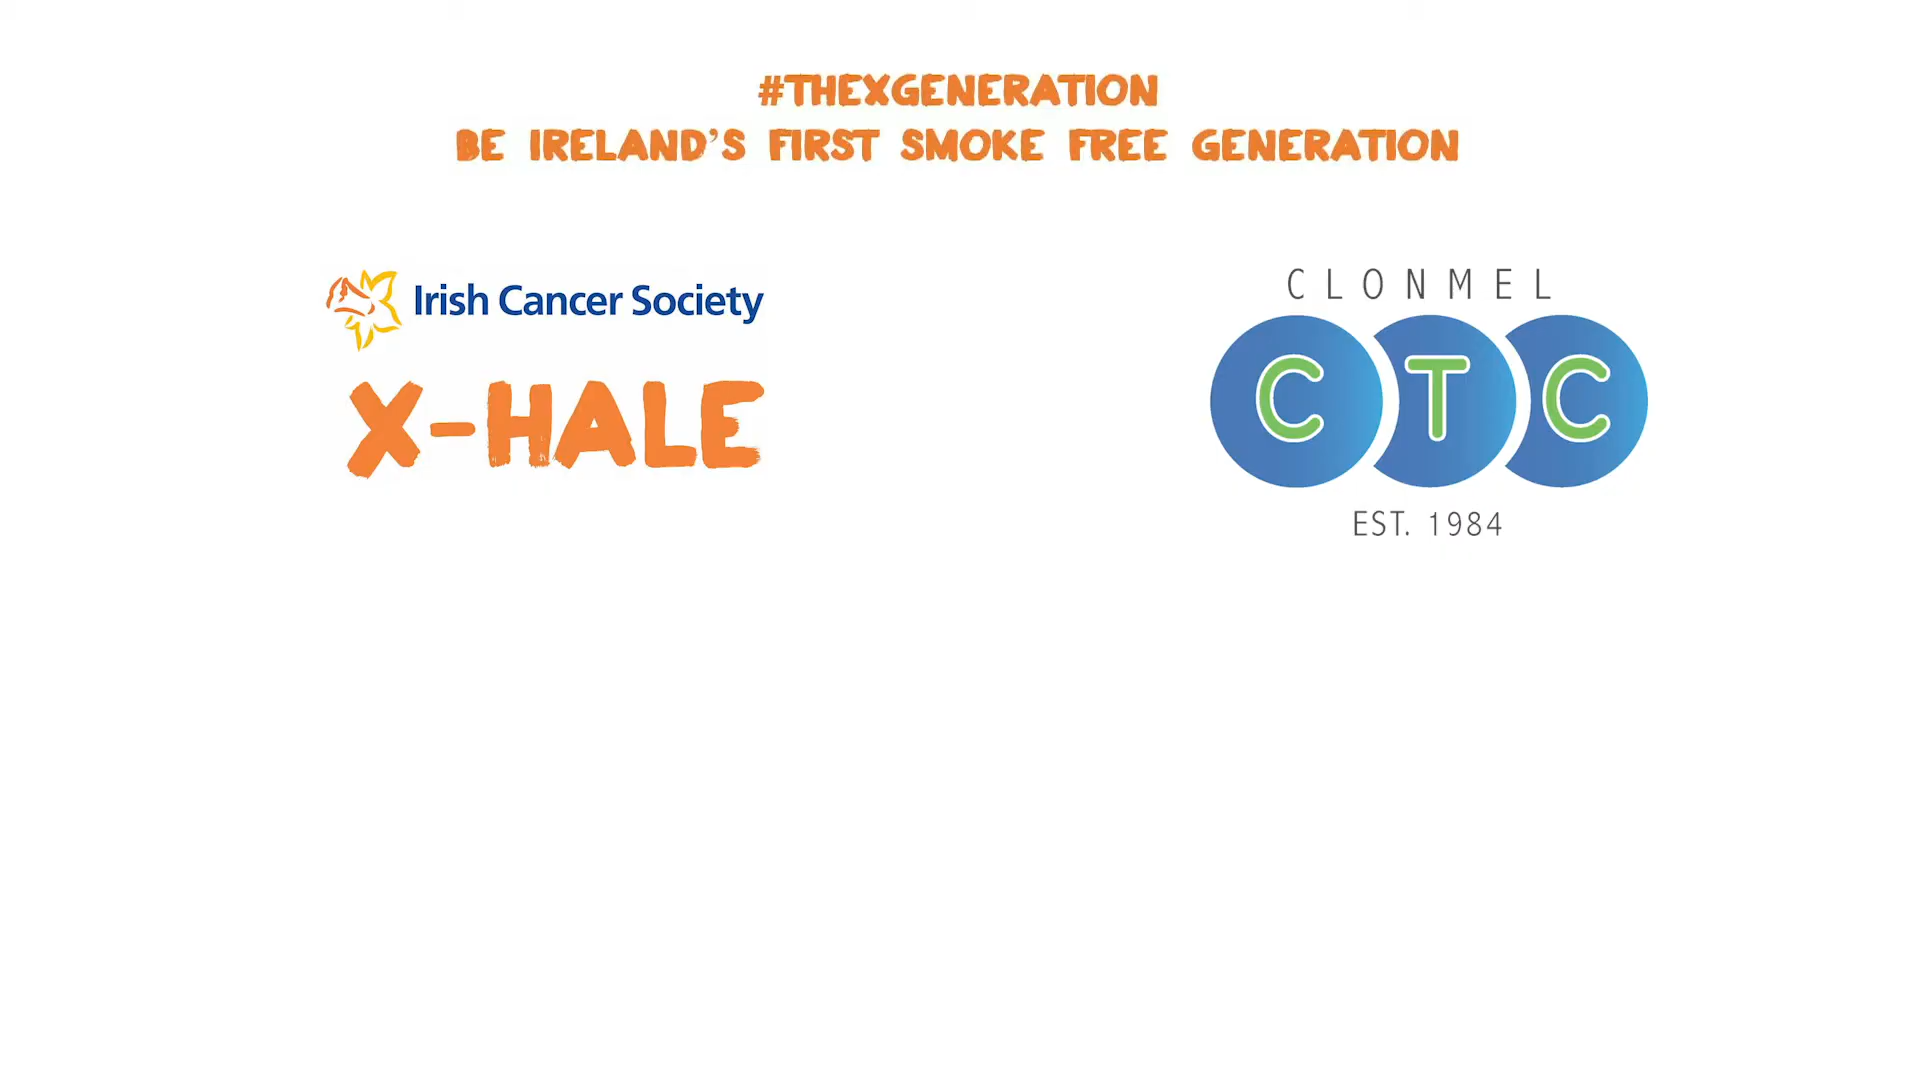 #THEXGENERATION
BE IRELAND'S FIRST SMOKE FREE GENERATION
Irish Cancer Society
X-HALE
CLONMEL
CTC
EST. 1984